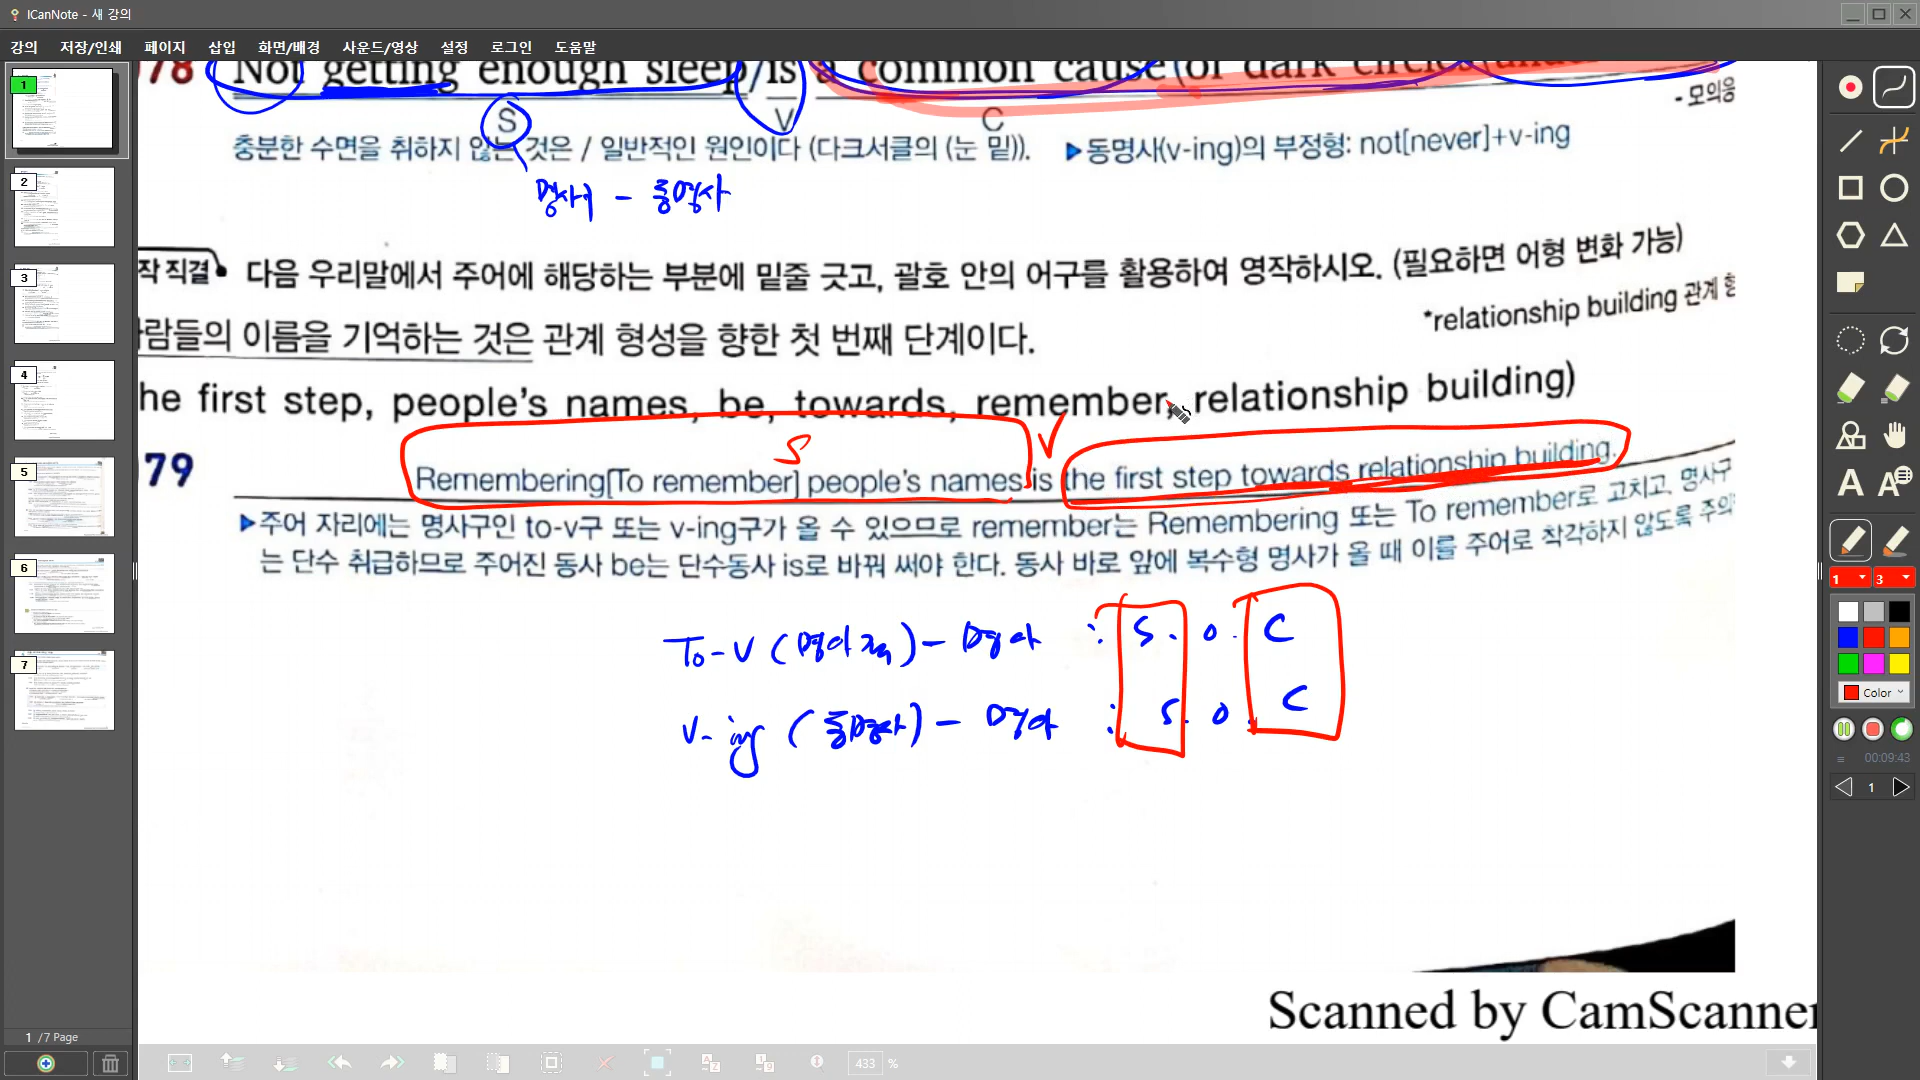 ICanNote - 새 강의
강의 저장/인쇄 페이지 삽입 화면/배경 사운드/영상 설정 로그인 도움말
78 Not getting enough sleep / is a common cause (of dark circles
S V C
- 모의응
충분한 수면을 취하지 않는 것은 / 일반적인 원인이다 (다크서클의 (눈 밑)). ▶동명사(v-ing)의 부정형: not[never]+v-ing
명사 - 동명사
작 직결 다음 우리말에서 주어에 해당하는 부분에 밑줄 긋고, 괄호 안의 어구를 활용하여 영작하시오. (필요하면 어형 변화 가능)
*relationship building 관계 형
람들의 이름을 기억하는 것은 관계 형성을 향한 첫 번째 단계이다.
he first step, people's names, be, towards, remember, relationship building)
S V
79 Remembering[To remember] people's names is the first step towards relationship building.
▶주어 자리에는 명사구인 to-v구 또는 v-ing구가 올 수 있으므로 remember는 Remembering 또는 To remember로 고치고, 명사구
는 단수 취급하므로 주어진 동사 be는 단수동사 is로 바꿔 써야 한다. 동사 바로 앞에 복수형 명사가 올 때 이를 주어로 착각하지 않도록 주의
To-V ( ) - 명사 : S. O. C
V-ing (동명사) - 명사 : S. O. C
Scanned by CamScanner
1
2
3
4
5
6
7
1 /7 Page
433 %
1 3
Color
00:09:43
1